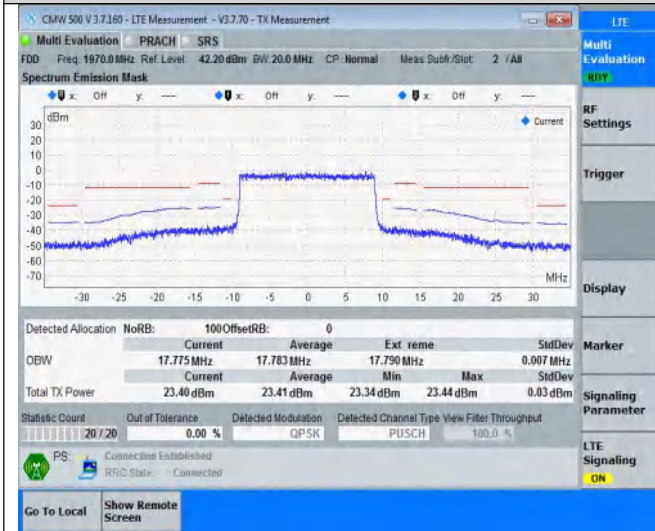 CMW 500 V 3.7.160 - LTE Measurement - V3.7.70 - TX Measurement
LTE
Multi Evaluation PRACH SRS
FDD Freq: 1970.0 MHz Ref. Level: 42.20 dBm BW: 20.0 MHz CP: Normal Meas Subfr./Slot: 2 / All
Spectrum Emission Mask
x: Off y: --- x: Off y: --- x: Off y: ---
dBm
Current
30
20
10
0
-10
-20
-30
-40
-50
-60
-70
MHz
-30 -25 -20 -15 -10 -5 0 5 10 15 20 25 30
Detected Allocation NoRB: 100 OffsetRB: 0
Current Average Extreme StdDev
OBW 17.775 MHz 17.783 MHz 17.790 MHz 0.007 MHz
Current Average Min Max StdDev
Total TX Power 23.40 dBm 23.41 dBm 23.34 dBm 23.44 dBm 0.03 dBm
Statistic Count Out of Tolerance Detected Modulation Detected Channel Type View Filter Throughput
20 / 20 0.00 % QPSK PUSCH 100.0 %
PS: Connection Established
RRC State: Connected
Multi Evaluation
RDY
RF Settings
Trigger
Display
Marker
Signaling Parameter
LTE Signaling
ON
Go To Local
Show Remote Screen